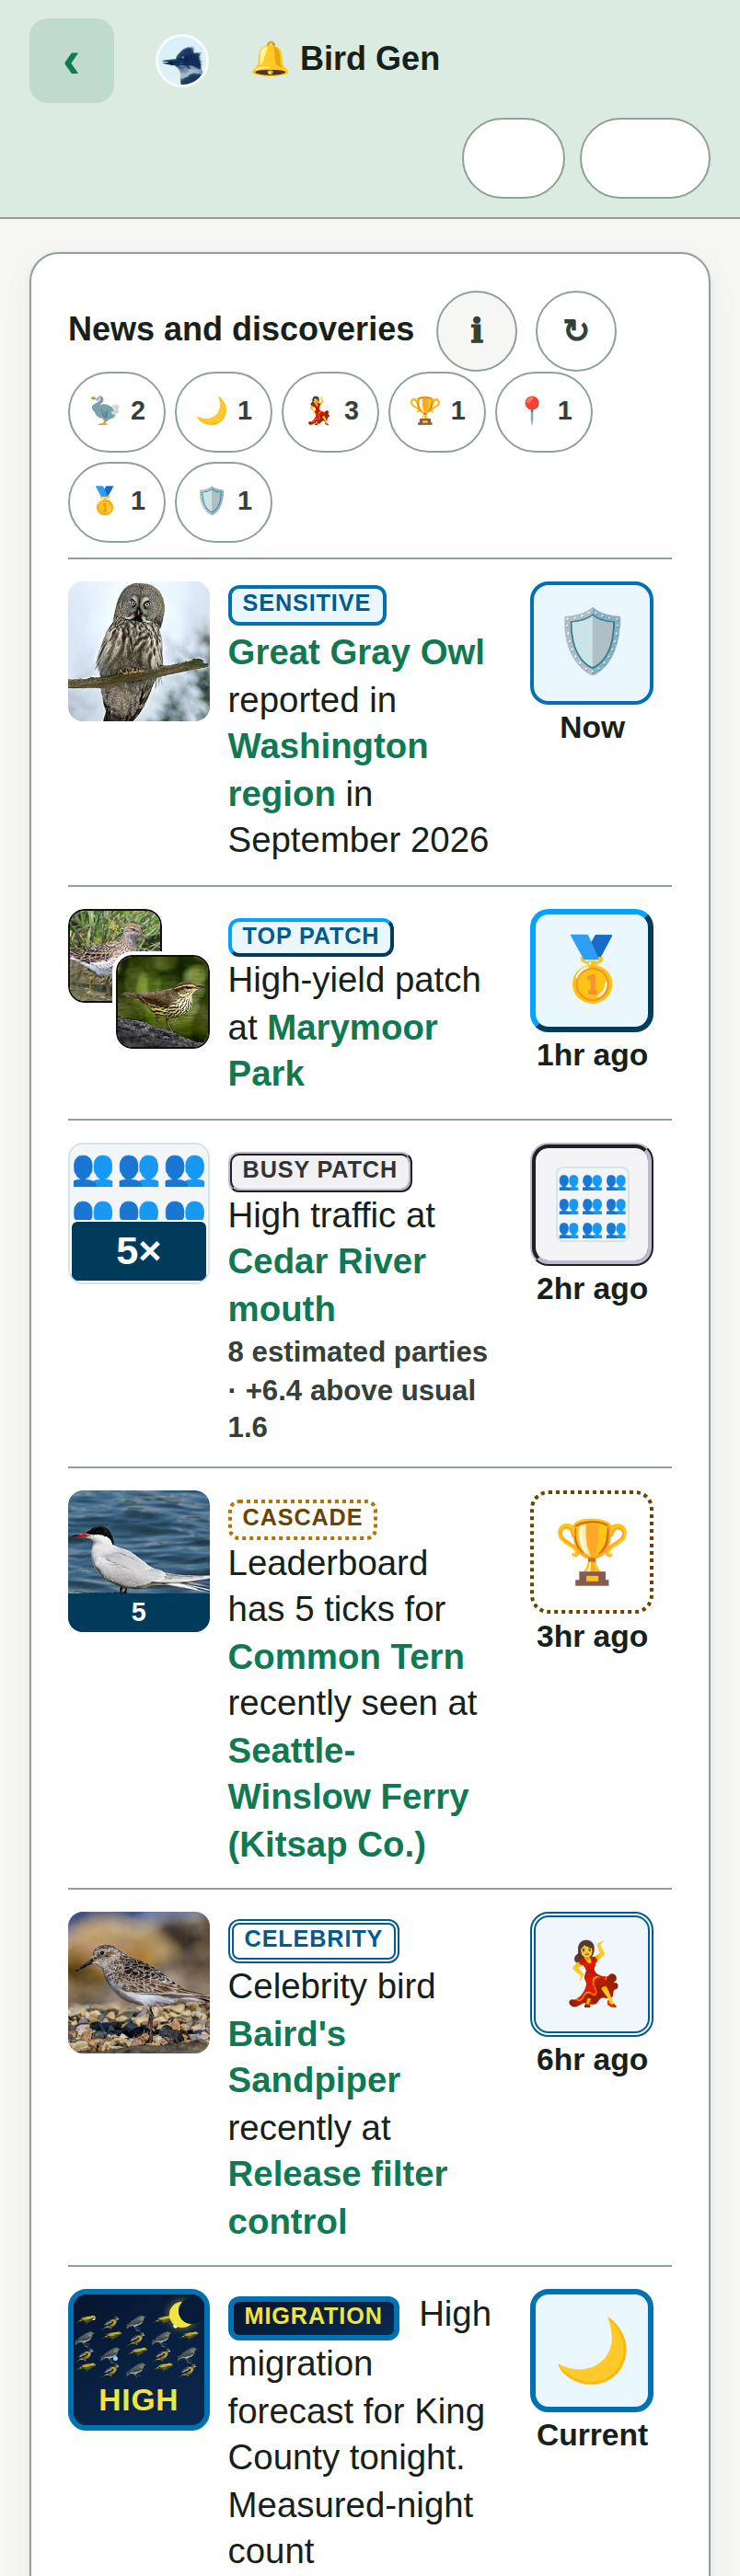 ‹ 🔔 Bird Gen
News and discoveries ℹ ↻
🦤 2 🌙 1 💃 3 🏆 1 📍 1
🥇 1 🛡️ 1
SENSITIVE
Great Gray Owl
reported in
Washington
region in
September 2026
Now
TOP PATCH
High-yield patch
at Marymoor
Park
1hr ago
5×
BUSY PATCH
High traffic at
Cedar River
mouth
8 estimated parties
· +6.4 above usual
1.6
2hr ago
5
CASCADE
Leaderboard
has 5 ticks for
Common Tern
recently seen at
Seattle-
Winslow Ferry
(Kitsap Co.)
3hr ago
CELEBRITY
Celebrity bird
Baird's
Sandpiper
recently at
Release filter
control
6hr ago
HIGH
MIGRATION High
migration
forecast for King
County tonight.
Measured-night
count
Current